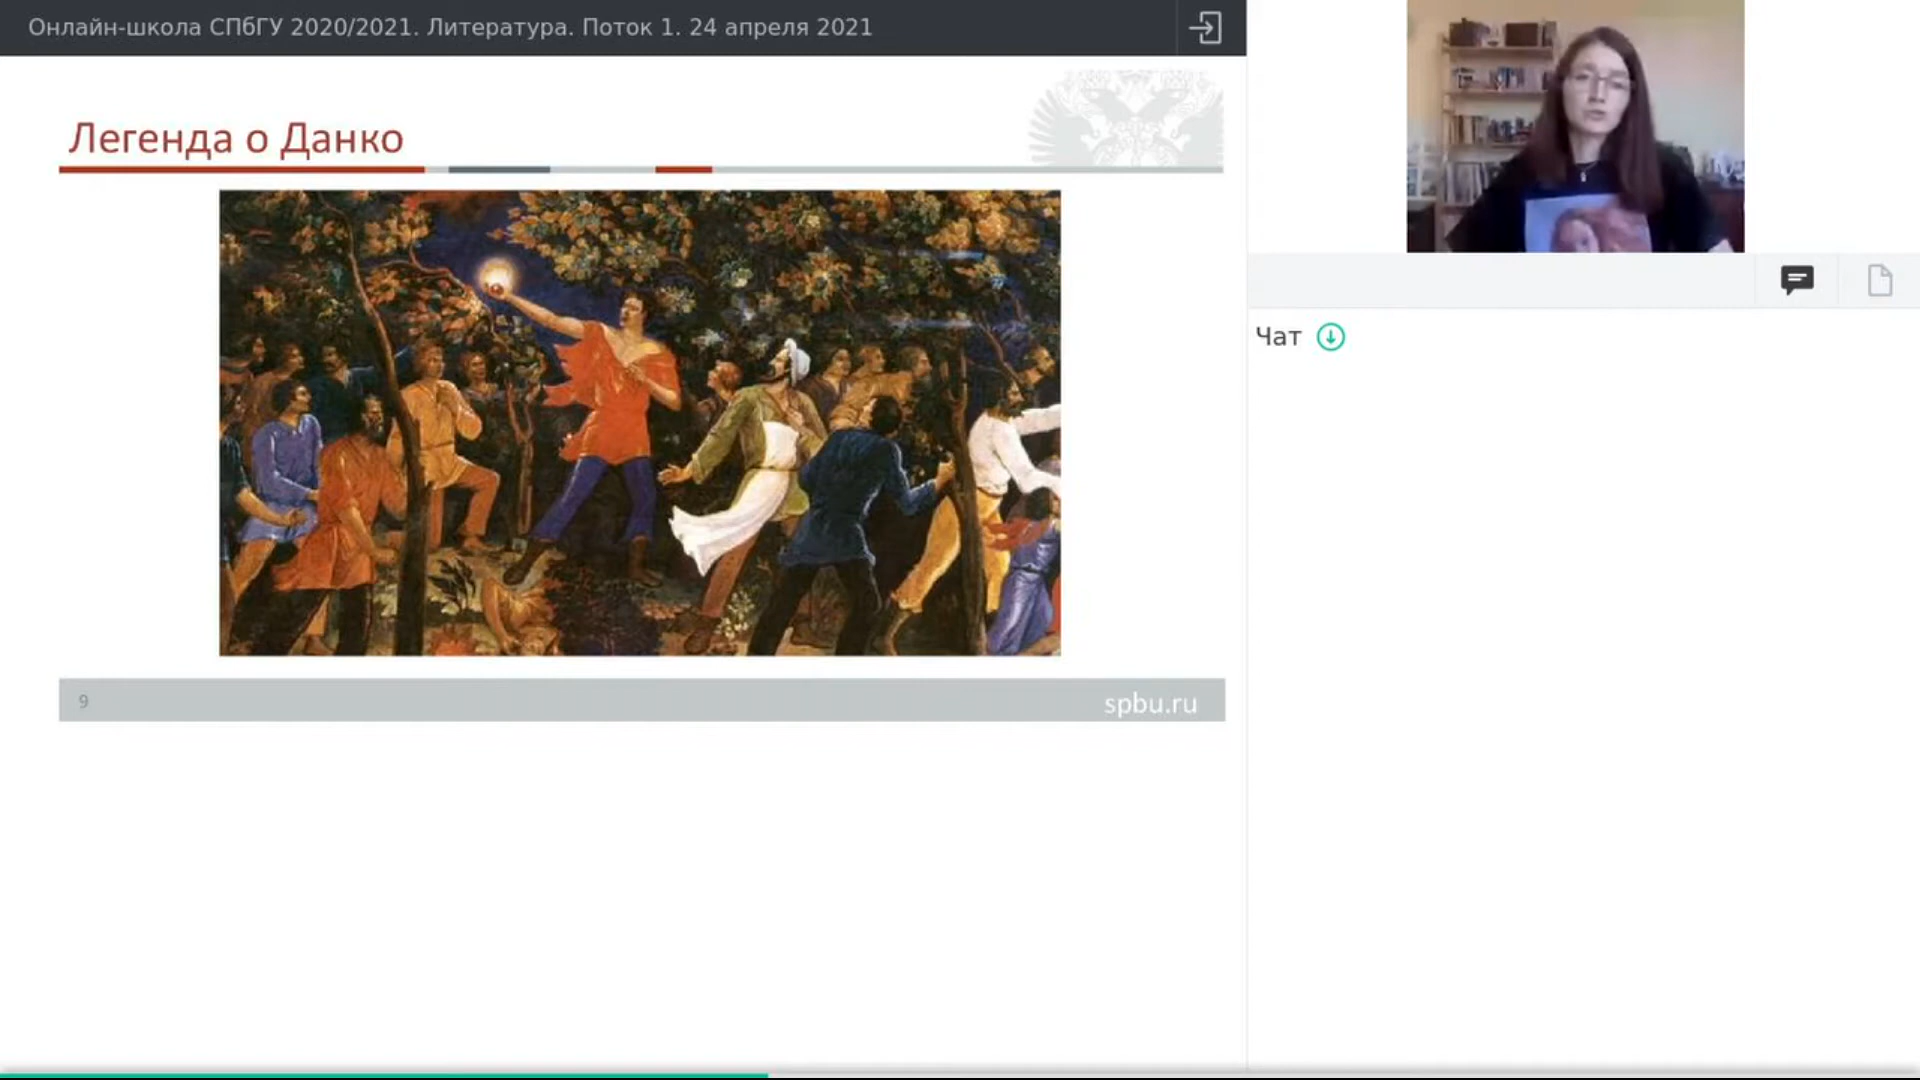 Онлайн-школа СПбГУ 2020/2021. Литература. Поток 1. 24 апреля 2021
Легенда о Данко
9
spbu.ru
Чат